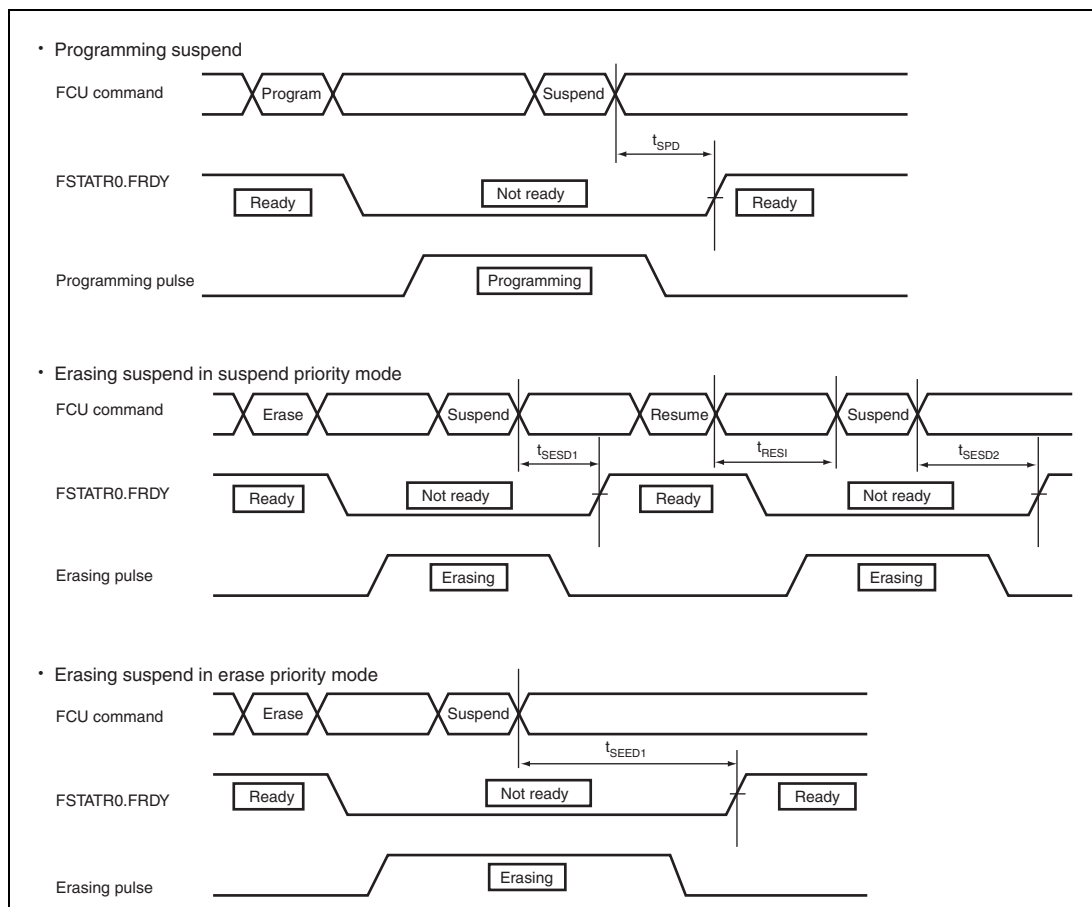 • Programming suspend
FCU command
Program
Suspend
tSPD
FSTATR0.FRDY
Ready
Not ready
Ready
Programming pulse
Programming
• Erasing suspend in suspend priority mode
FCU command
Erase
Suspend
Resume
Suspend
tSESD1
tRESI
tSESD2
FSTATR0.FRDY
Ready
Not ready
Ready
Not ready
Erasing pulse
Erasing
Erasing
• Erasing suspend in erase priority mode
FCU command
Erase
Suspend
tSEED1
FSTATR0.FRDY
Ready
Not ready
Ready
Erasing pulse
Erasing